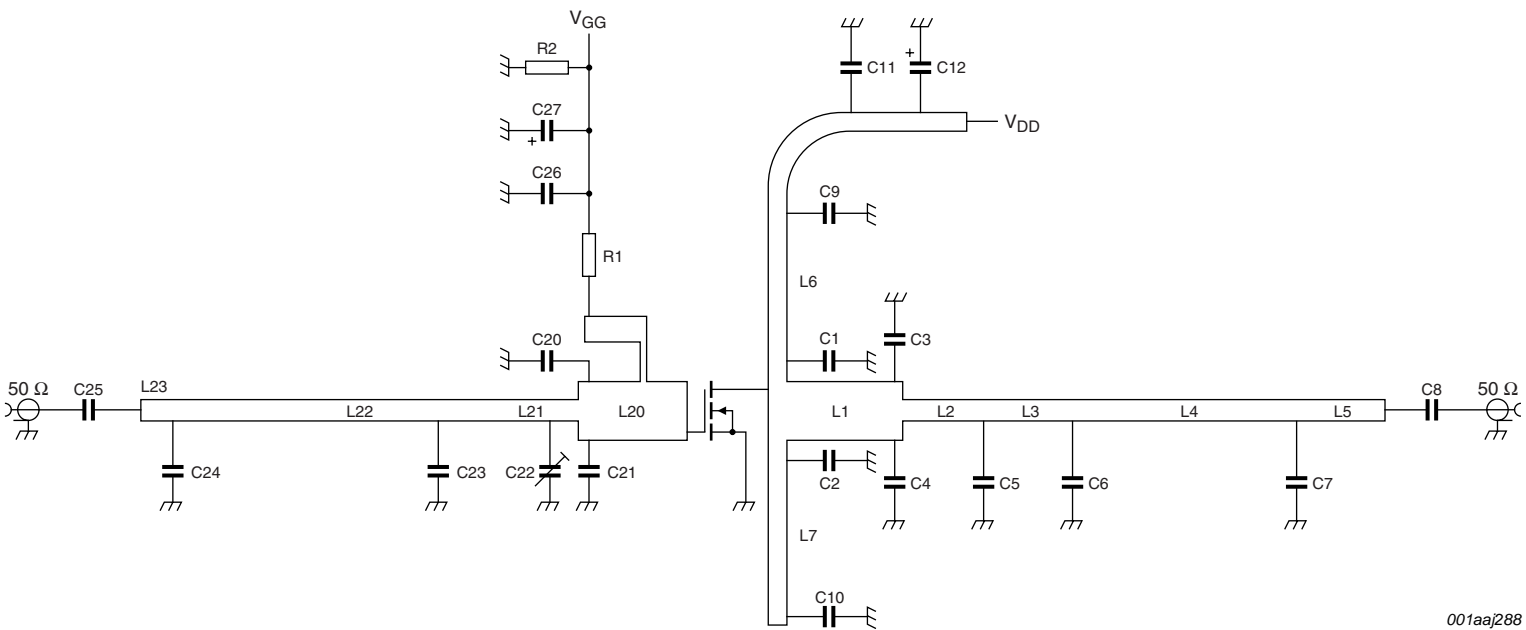 VGG
R2
C27
+
C26
R1
C20
50 Ω
C25
L23
L22
L21
L20
C24
C23
C22
C21
C11
+
C12
VDD
C9
L6
C1
C3
L1
L2
L3
L4
L5
C8
50 Ω
C2
C4
C5
C6
C7
L7
C10
001aaj288